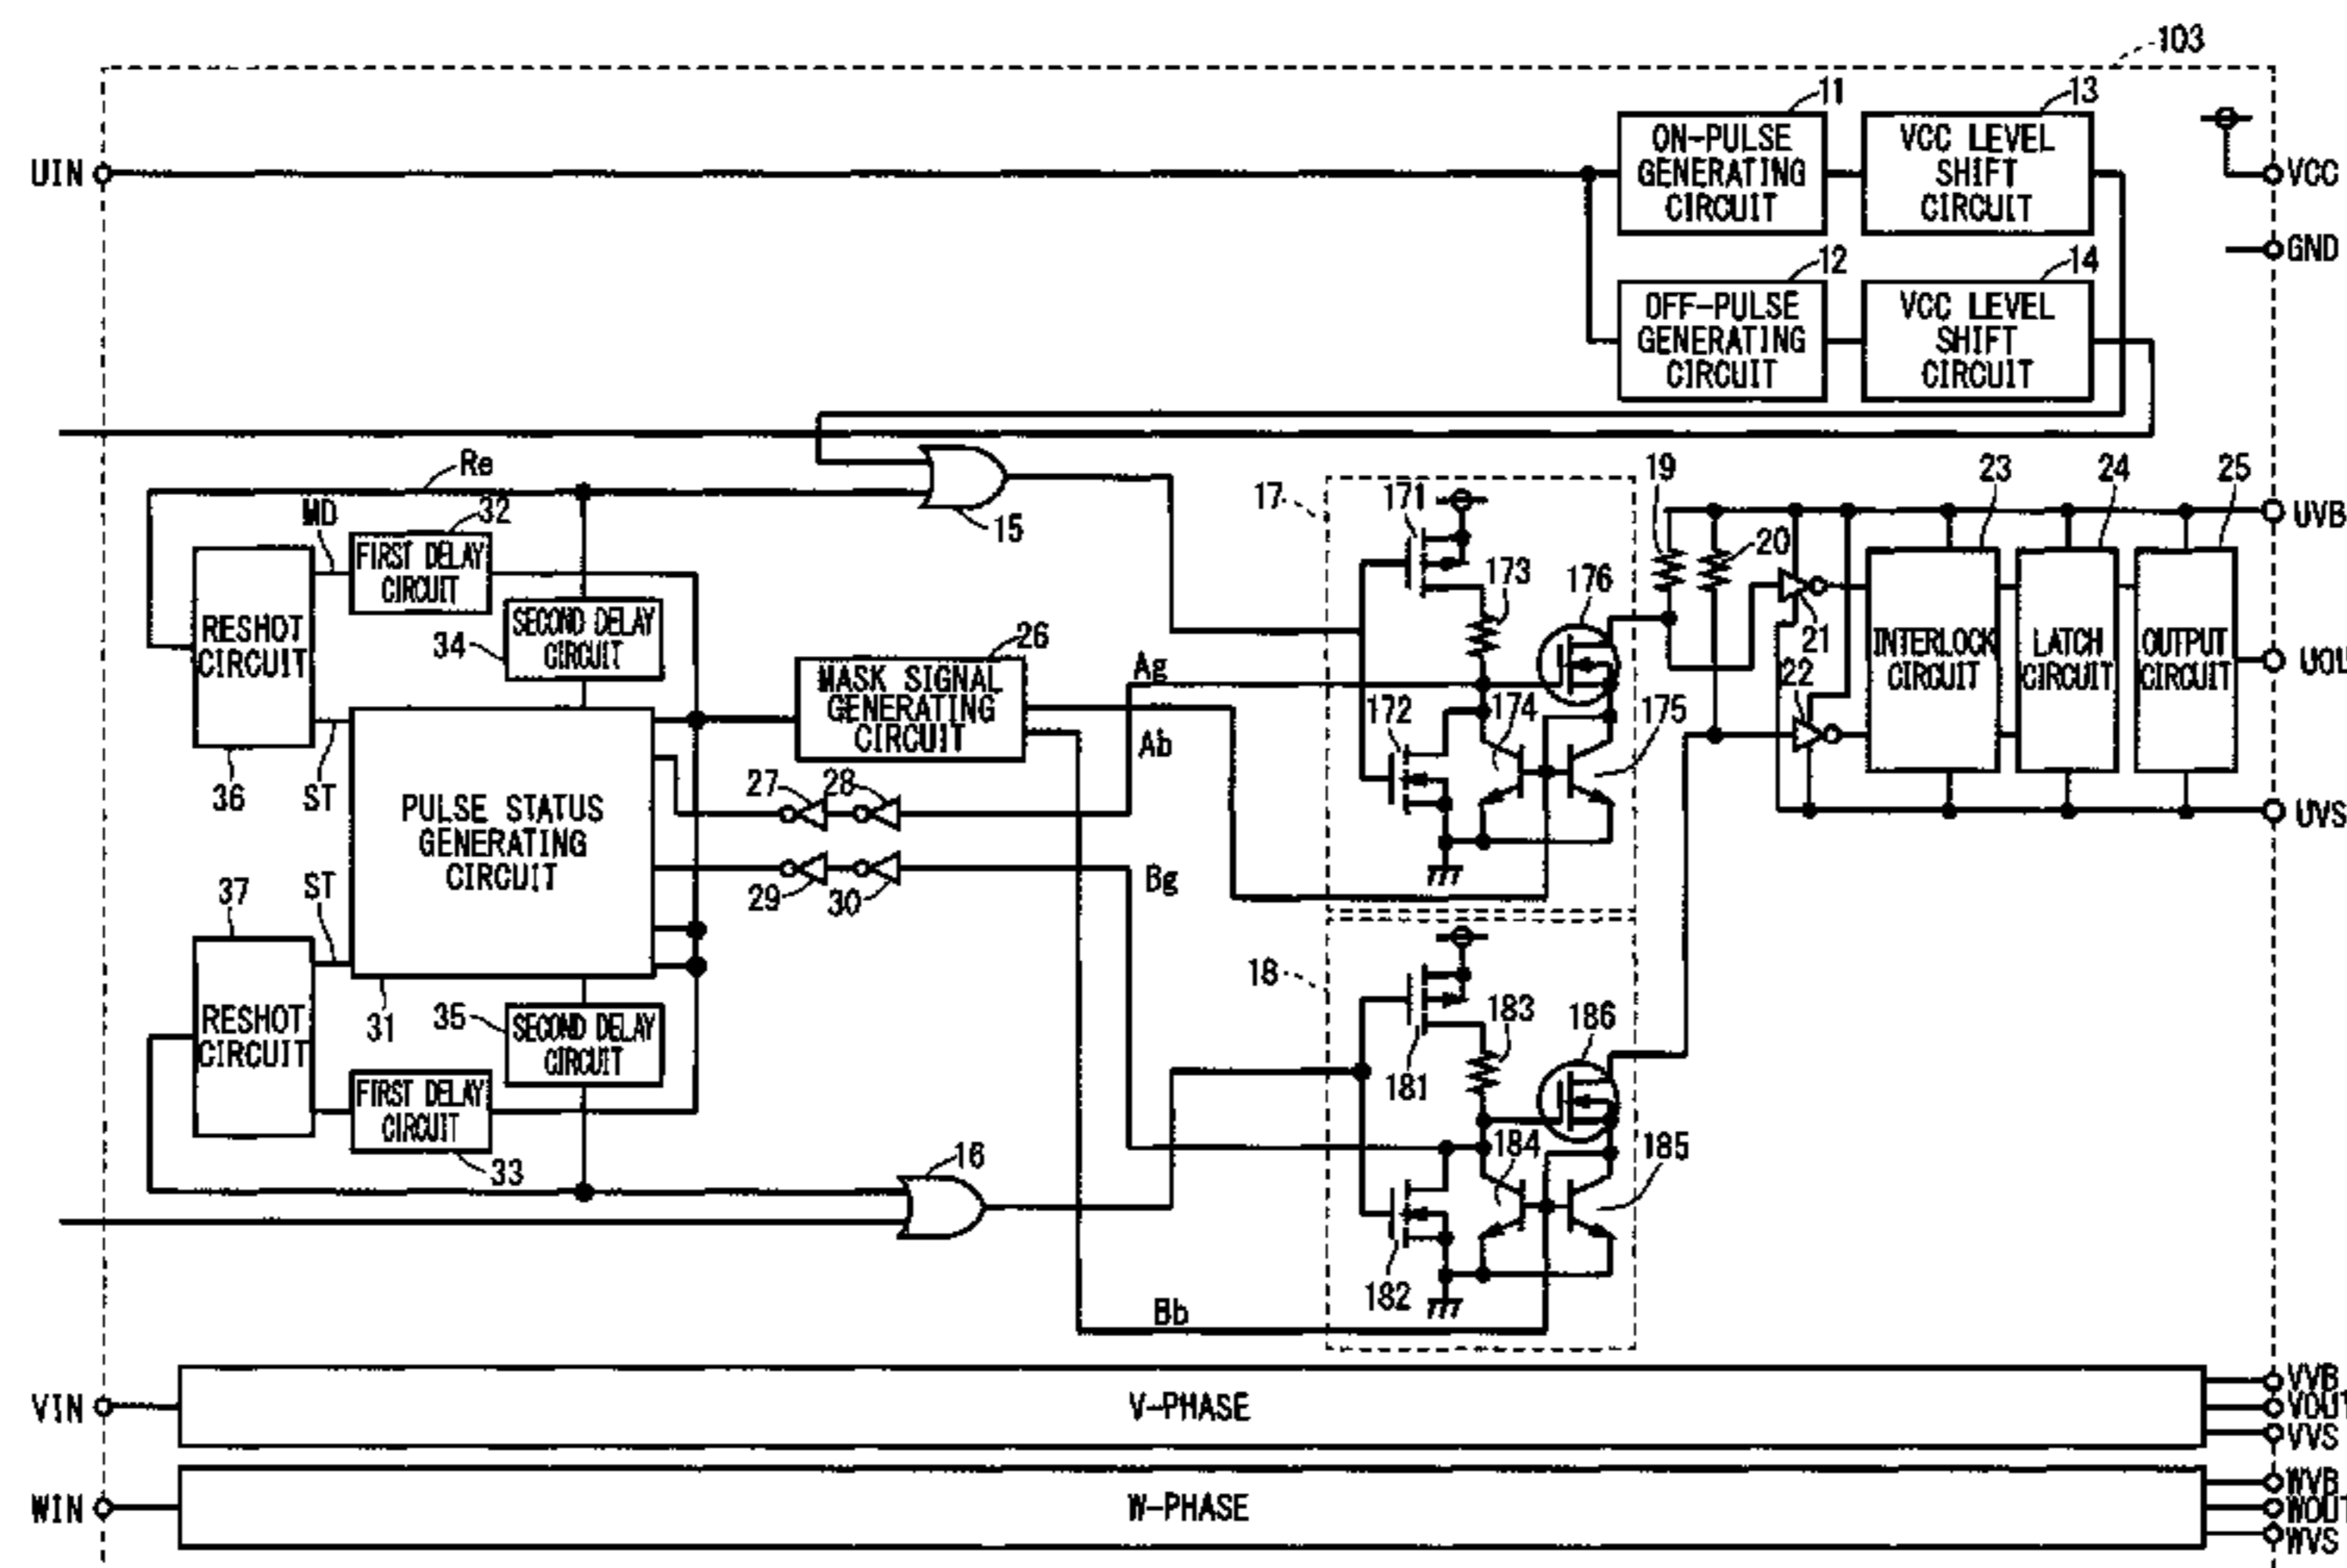 103
11
13
UIN
ON-PULSE
GENERATING
CIRCUIT
VCC LEVEL
SHIFT
CIRCUIT
VCC
GND
12
14
OFF-PULSE
GENERATING
CIRCUIT
VCC LEVEL
SHIFT
CIRCUIT
Re
15
MD
32
FIRST DELAY
CIRCUIT
RESHOT
CIRCUIT
34
SECOND DELAY
CIRCUIT
36
ST
26
MASK SIGNAL
GENERATING
CIRCUIT
Ag
Ab
17
171
173
176
172
174
175
19
20
23
24
25
UVB
21
22
INTERLOCK
CIRCUIT
LATCH
CIRCUIT
OUTPUT
CIRCUIT
UOU
UVS
PULSE STATUS
GENERATING
CIRCUIT
27
28
29
30
Bg
37
ST
RESHOT
CIRCUIT
31
35
SECOND DELAY
CIRCUIT
FIRST DELAY
CIRCUIT
33
16
18
181
183
186
184
185
182
Bb
VIN
V-PHASE
VVB
VOUT
VVS
WIN
W-PHASE
WVB
WOUT
WVS